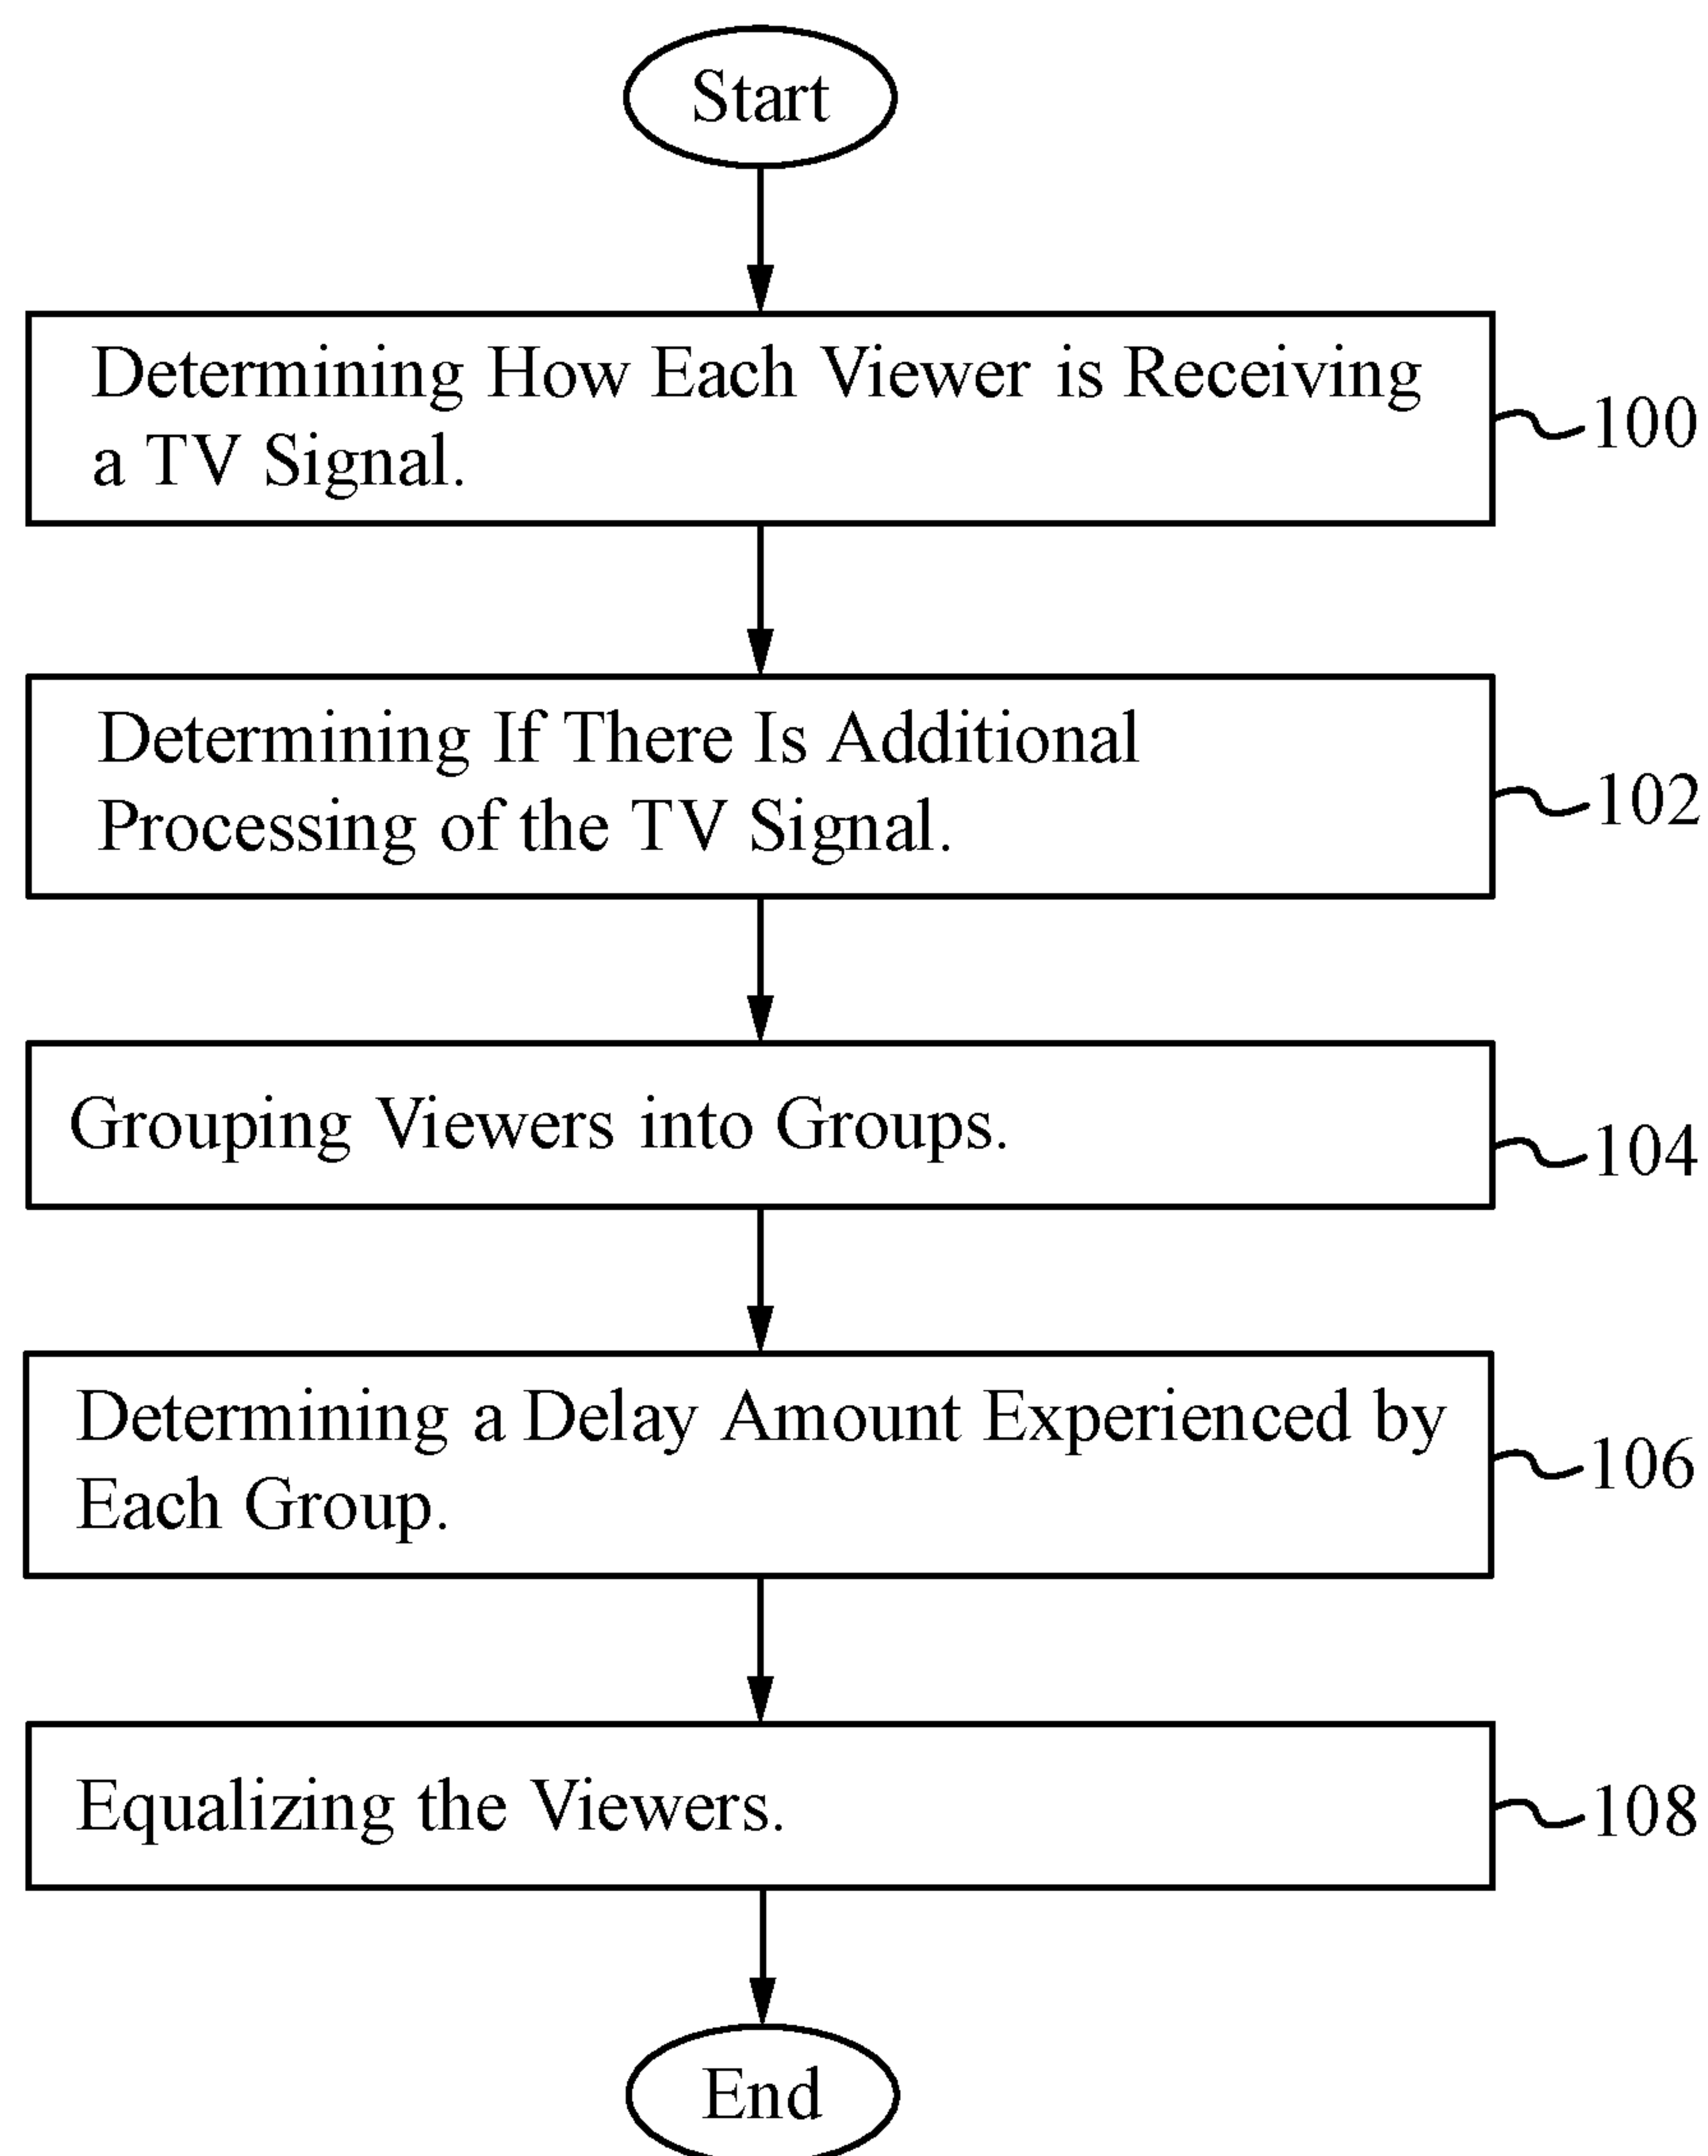 Start
Determining How Each Viewer is Receiving
a TV Signal.
100
Determining If There Is Additional
Processing of the TV Signal.
102
Grouping Viewers into Groups.
104
Determining a Delay Amount Experienced by
Each Group.
106
Equalizing the Viewers.
108
End